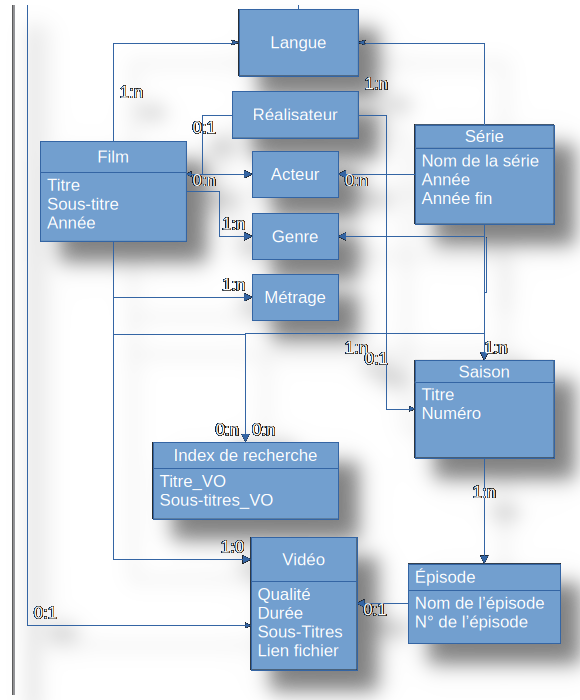 Langue
1:n
1:n
Réalisateur
0:1
Série
Nom de la série
Année
Année fin
Film
Titre
Sous-titre
Année
Acteur
0:n
0:n
1:n
Genre
1:n
Métrage
1:n
0:1
1:n
Saison
Titre
Numéro
0:n
0:n
Index de recherche
Titre_VO
Sous-titres_VO
1:n
1:0
Vidéo
Qualité
Durée
Sous-Titres
Lien fichier
Épisode
Nom de l'épisode
N° de l'épisode
0:1
0:1